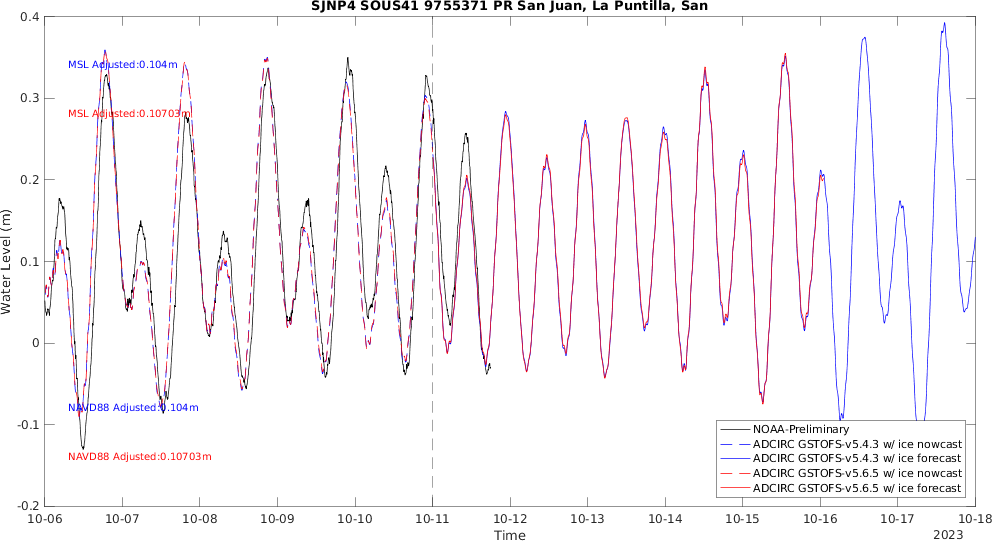 SJNP4 SOUS41 9755371 PR San Juan, La Puntilla, San
0.4
MSL Adjusted:0.104m
0.3
MSL Adjusted:0.10703m
0.2
Water Level (m)
0.1
0
NAVD88 Adjusted:0.104m
-0.1
NOAA-Preliminary
ADCIRC GSTOFS-v5.4.3 w/ ice nowcast
NAVD88 Adjusted:0.10703m
ADCIRC GSTOFS-v5.4.3 w/ ice forecast
ADCIRC GSTOFS-v5.6.5 w/ ice nowcast
ADCIRC GSTOFS-v5.6.5 w/ ice forecast
-0.2
10-06 10-07 10-08 10-09 10-10 10-11 10-12 10-13 10-14 10-15 10-16 10-17 10-18
Time 2023